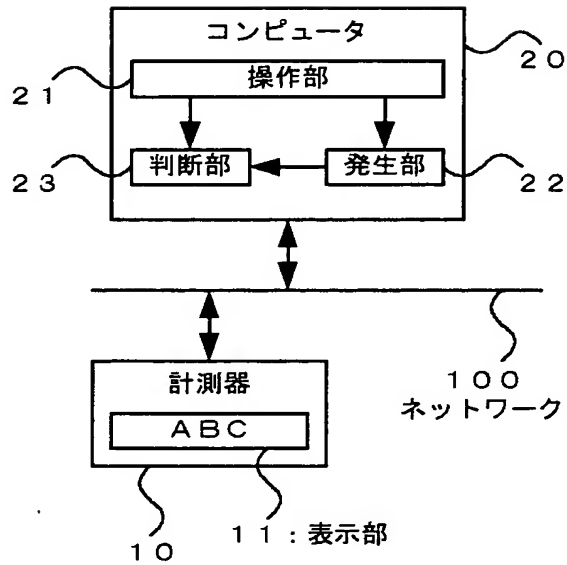 コンピュータ
２０
２１
操作部
２３
判断部
発生部
２２
計測器
１００
ネットワーク
ＡＢＣ
１０
１１：表示部